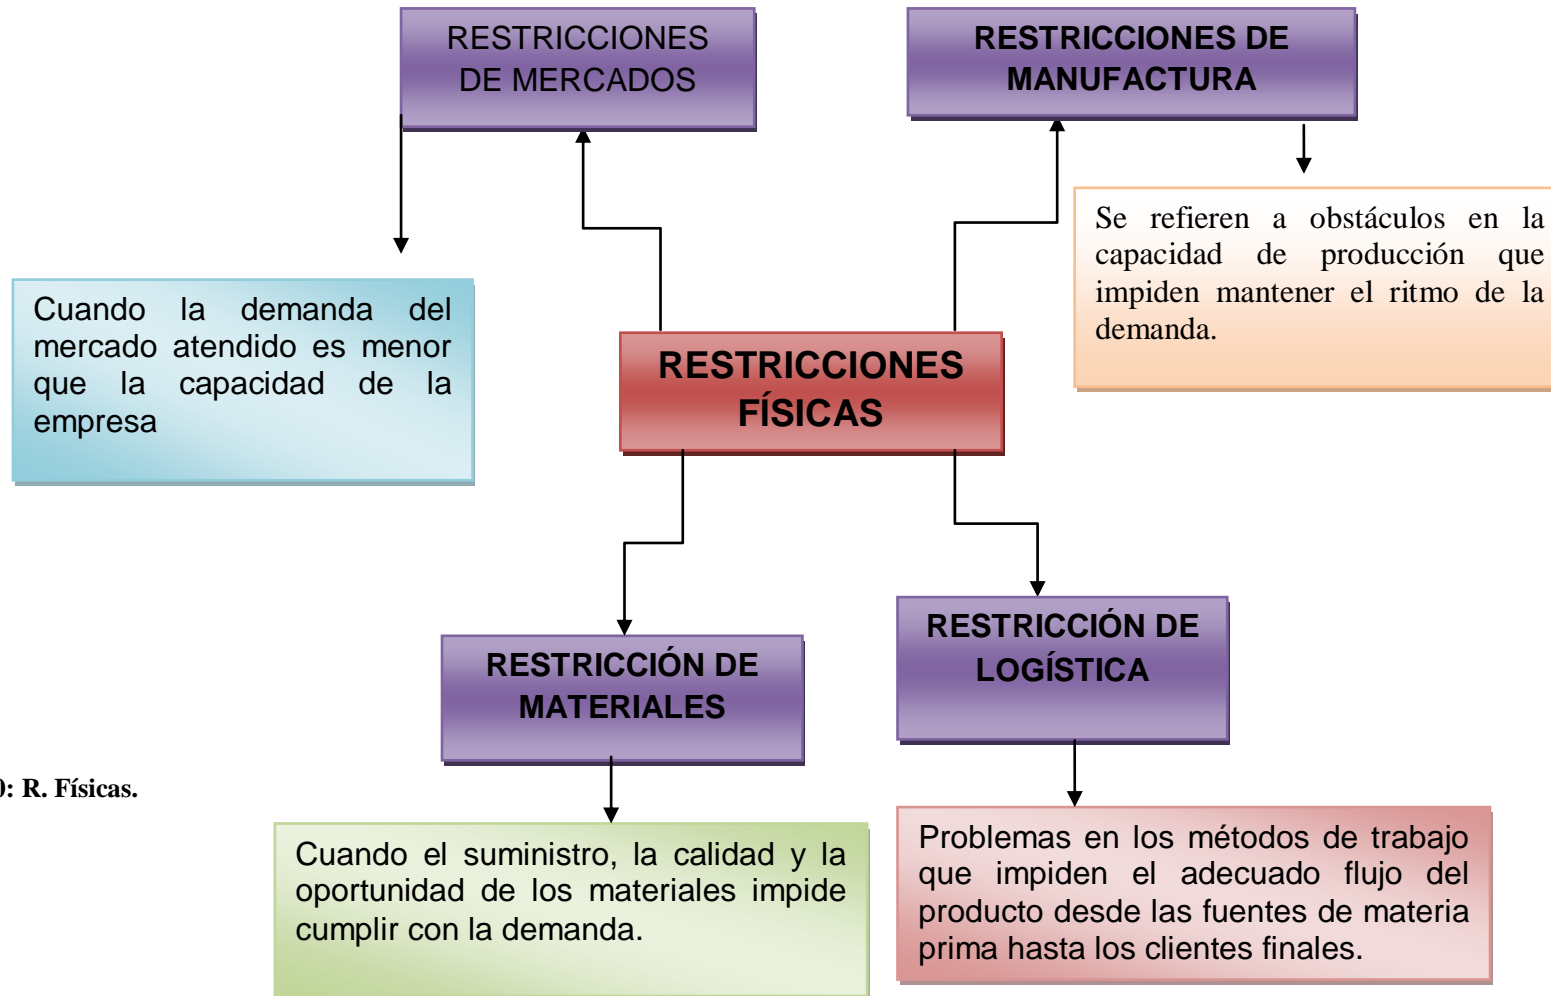 RESTRICCIONES
DE MERCADOS
RESTRICCIONES DE
MANUFACTURA
Se refieren a obstáculos en la
capacidad de producción que
impiden mantener el ritmo de la
demanda.
Cuando la demanda del
mercado atendido es menor
que la capacidad de la
empresa
RESTRICCIONES
FÍSICAS
RESTRICCIÓN DE
MATERIALES
RESTRICCIÓN DE
LOGÍSTICA
: R. Físicas.
Cuando el suministro, la calidad y la
oportunidad de los materiales impide
cumplir con la demanda.
Problemas en los métodos de trabajo
que impiden el adecuado flujo del
producto desde las fuentes de materia
prima hasta los clientes finales.